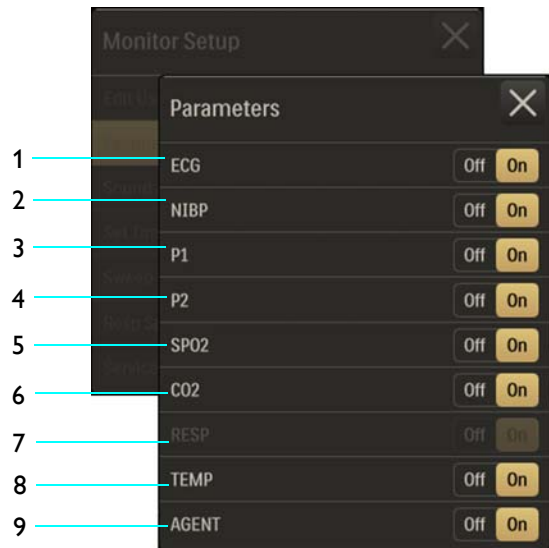 Monitor Setup
Parameters
1 ECG Off On
2 NIBP Off On
3 P1 Off On
4 P2 Off On
5 SPO2 Off On
6 CO2 Off On
7 RESP Off On
8 TEMP Off On
9 AGENT Off On